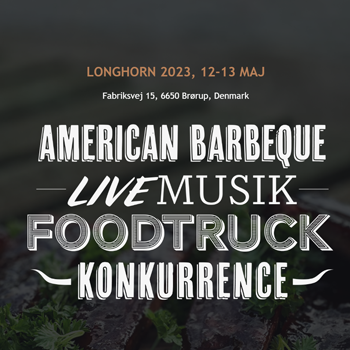 LONGHORN 2023, 12-13 MAJ
Fabriksvej 15, 6650 Brørup, Denmark
AMERICAN BARBEQUE
LIVE MUSIK
FOODTRUCK
KONKURRENCE